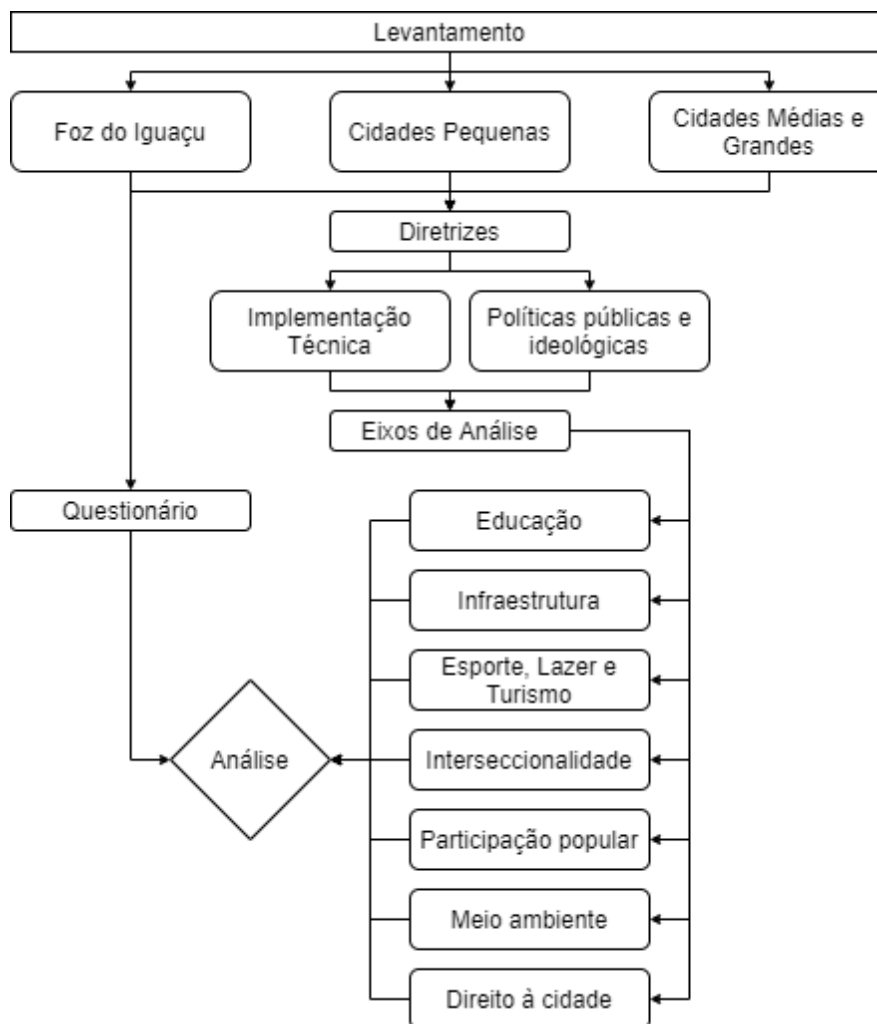 Levantamento
Foz do Iguaçu
Cidades Pequenas
Cidades Médias e
Grandes
Diretrizes
Implementação
Técnica
Políticas públicas e
ideológicas
Eixos de Análise
Questionário
Educação
Infraestrutura
Esporte, Lazer e
Turismo
Análise
Interseccionalidade
Participação popular
Meio ambiente
Direito à cidade